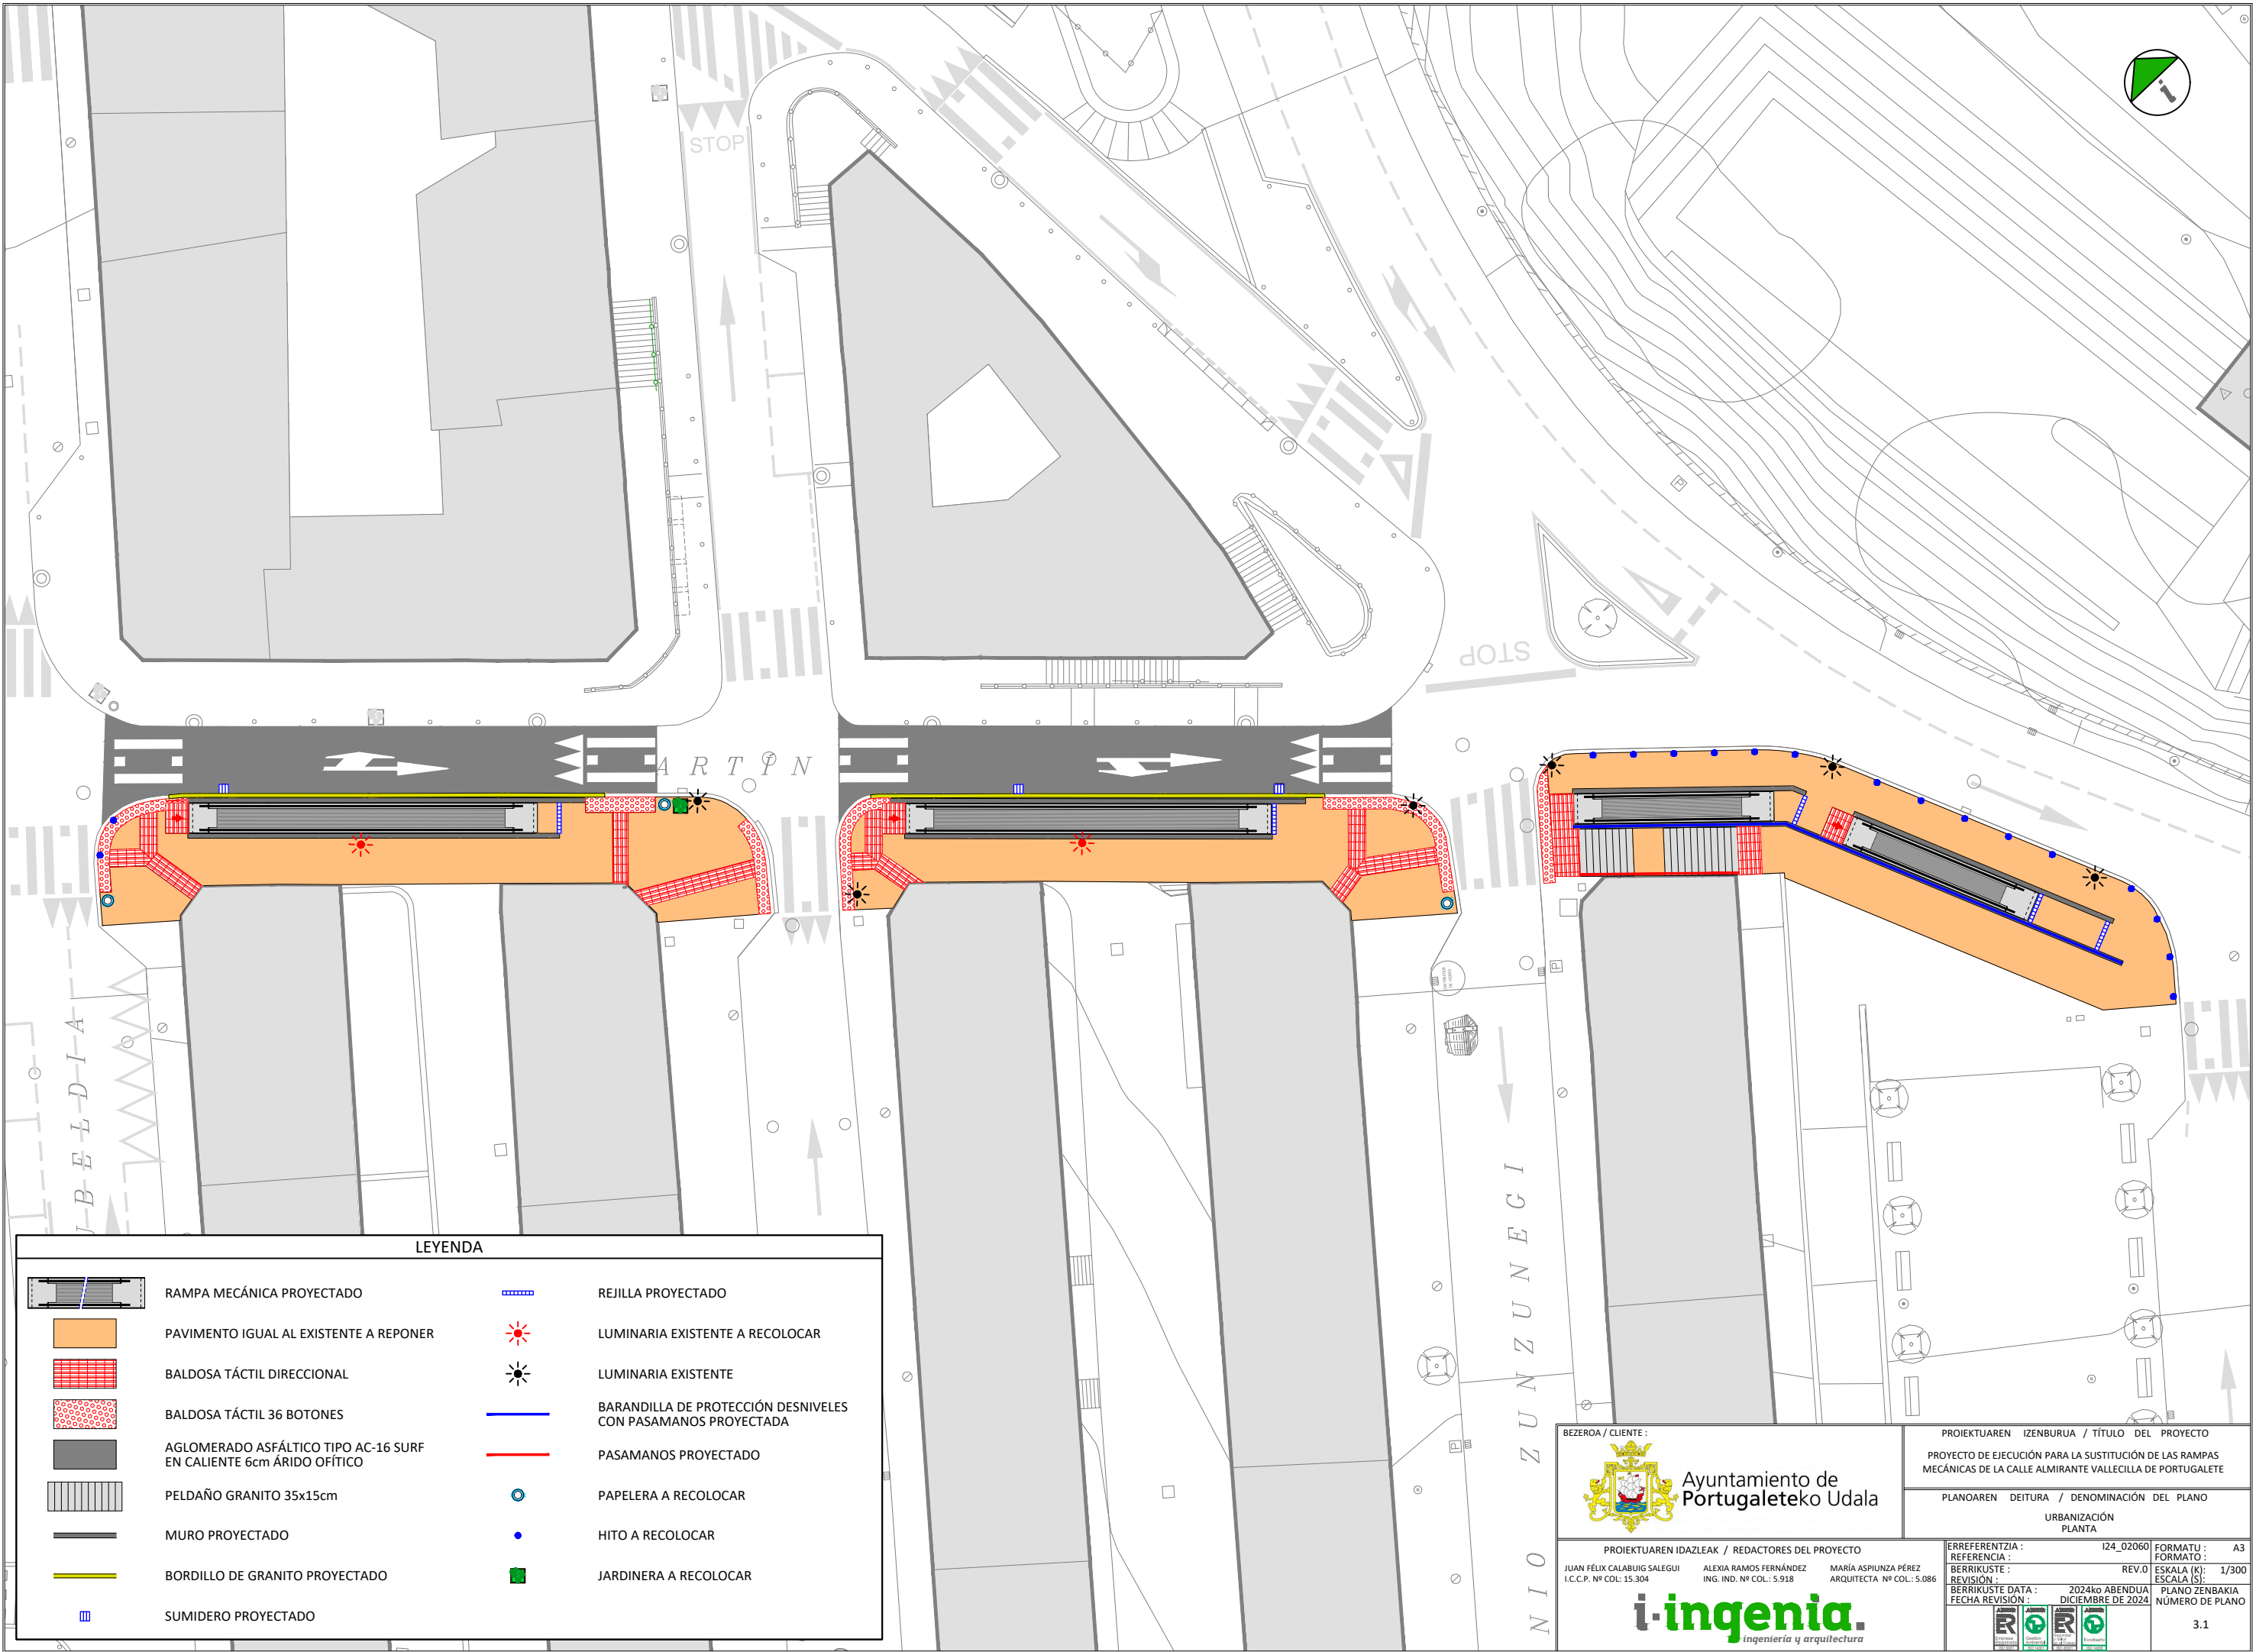 STOP
STOP
ARTÍN
UBELDIA
NIO ZUNZUNEGI
P
P
P
LEYENDA
RAMPA MECÁNICA PROYECTADO
PAVIMENTO IGUAL AL EXISTENTE A REPONER
BALDOSA TÁCTIL DIRECCIONAL
BALDOSA TÁCTIL 36 BOTONES
AGLOMERADO ASFÁLTICO TIPO AC-16 SURF
EN CALIENTE 6cm ÁRIDO OFÍTICO
PELDAÑO GRANITO 35x15cm
MURO PROYECTADO
BORDILLO DE GRANITO PROYECTADO
SUMIDERO PROYECTADO
REJILLA PROYECTADO
LUMINARIA EXISTENTE A RECOLOCAR
LUMINARIA EXISTENTE
BARANDILLA DE PROTECCIÓN DESNIVELES
CON PASAMANOS PROYECTADA
PASAMANOS PROYECTADO
PAPELERA A RECOLOCAR
HITO A RECOLOCAR
JARDINERA A RECOLOCAR
BEZEROA / CLIENTE :
Ayuntamiento de
Portugaleteko Udala
PROIEKTUAREN IZENBURUA / TÍTULO DEL PROYECTO
PROYECTO DE EJECUCIÓN PARA LA SUSTITUCIÓN DE LAS RAMPAS
MECÁNICAS DE LA CALLE ALMIRANTE VALLECILLA DE PORTUGALETE
PLANOAREN DEITURA / DENOMINACIÓN DEL PLANO
URBANIZACIÓN
PLANTA
PROIEKTUAREN IDAZLEAK / REDACTORES DEL PROYECTO
JUAN FÉLIX CALABUIG SALEGUI ALEXIA RAMOS FERNÁNDEZ MARÍA ASPIUNZA PÉREZ
I.C.C.P. Nº COL: 15.304 ING. IND. Nº COL.: 5.918 ARQUITECTA Nº COL.: 5.086
i·ingenia.
ingeniería y arquitectura
ERREFERENTZIA : I24_02060
REFERENCIA :
BERRIKUSTE : REV.0
REVISIÓN :
BERRIKUSTE DATA : 2024ko ABENDUA
FECHA REVISIÓN : DICIEMBRE DE 2024
FORMATU : A3
FORMATO :
ESKALA (K): 1/300
ESCALA (S):
PLANO ZENBAKIA
NÚMERO DE PLANO
3.1